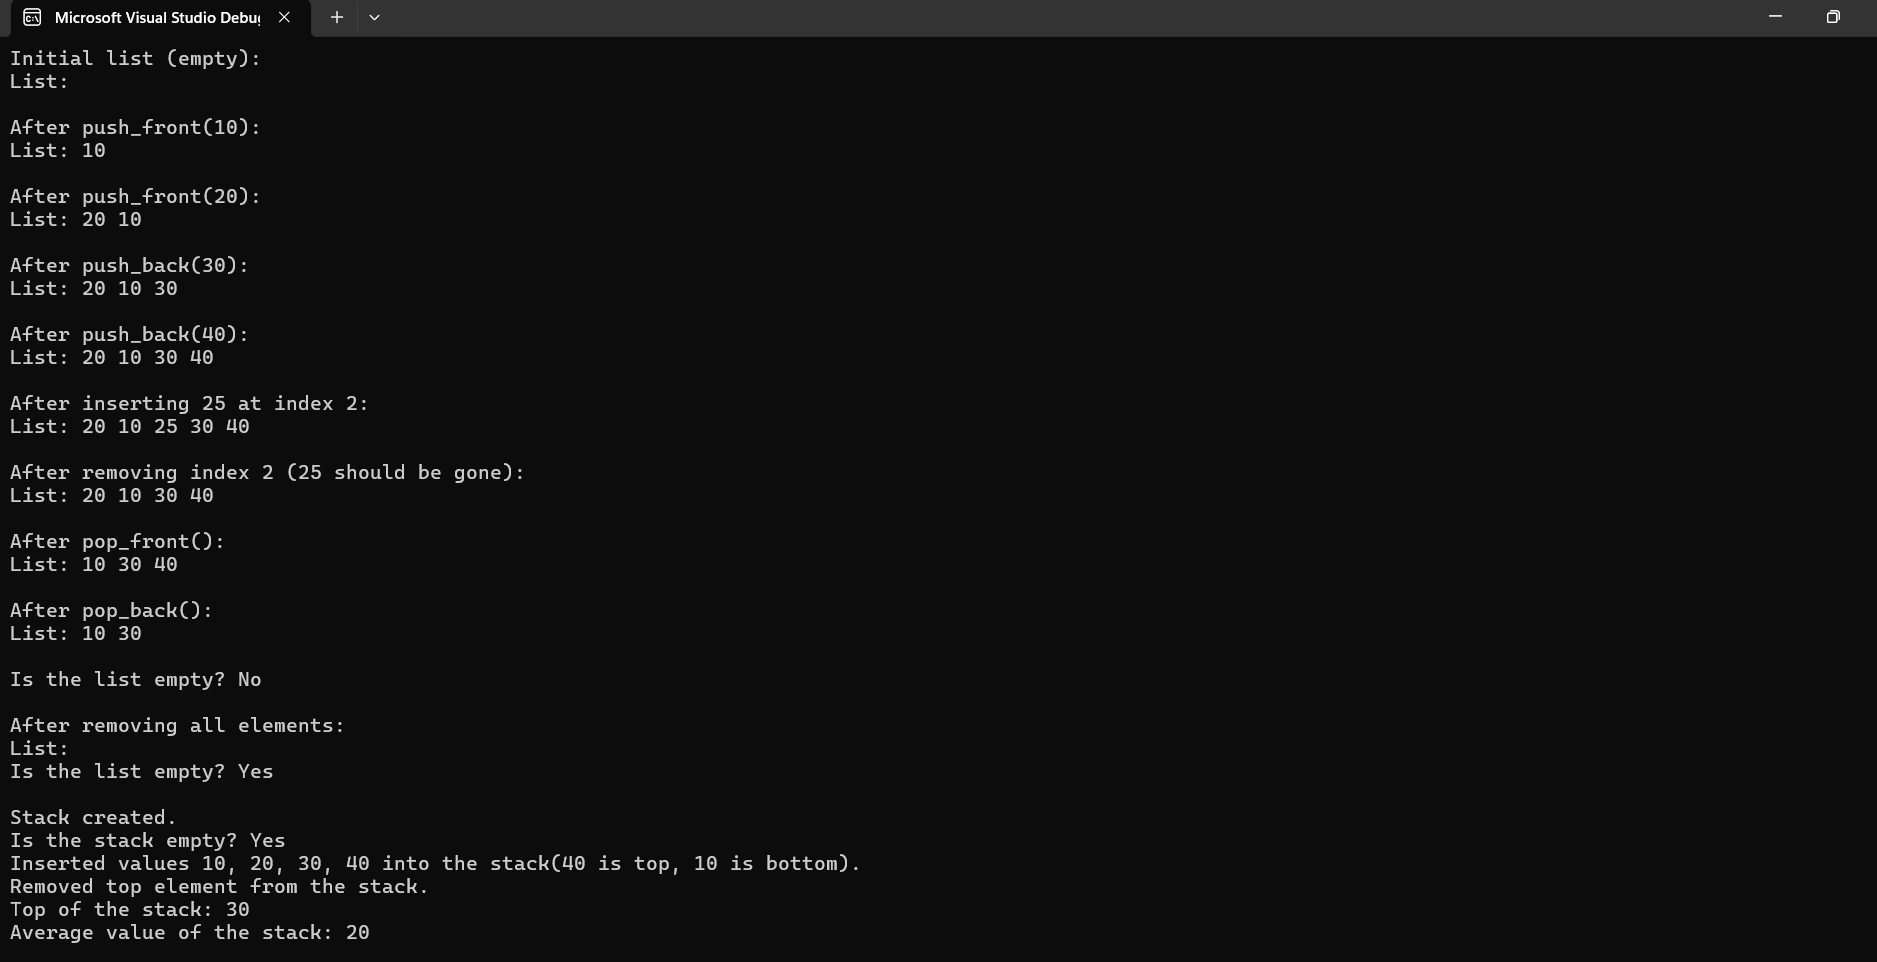 Microsoft Visual Studio Debug
Initial list (empty):
List:
After push_front(10):
List: 10
After push_front(20):
List: 20 10
After push_back(30):
List: 20 10 30
After push_back(40):
List: 20 10 30 40
After inserting 25 at index 2:
List: 20 10 25 30 40
After removing index 2 (25 should be gone):
List: 20 10 30 40
After pop_front():
List: 10 30 40
After pop_back():
List: 10 30
Is the list empty? No
After removing all elements:
List:
Is the list empty? Yes
Stack created.
Is the stack empty? Yes
Inserted values 10, 20, 30, 40 into the stack(40 is top, 10 is bottom).
Removed top element from the stack.
Top of the stack: 30
Average value of the stack: 20